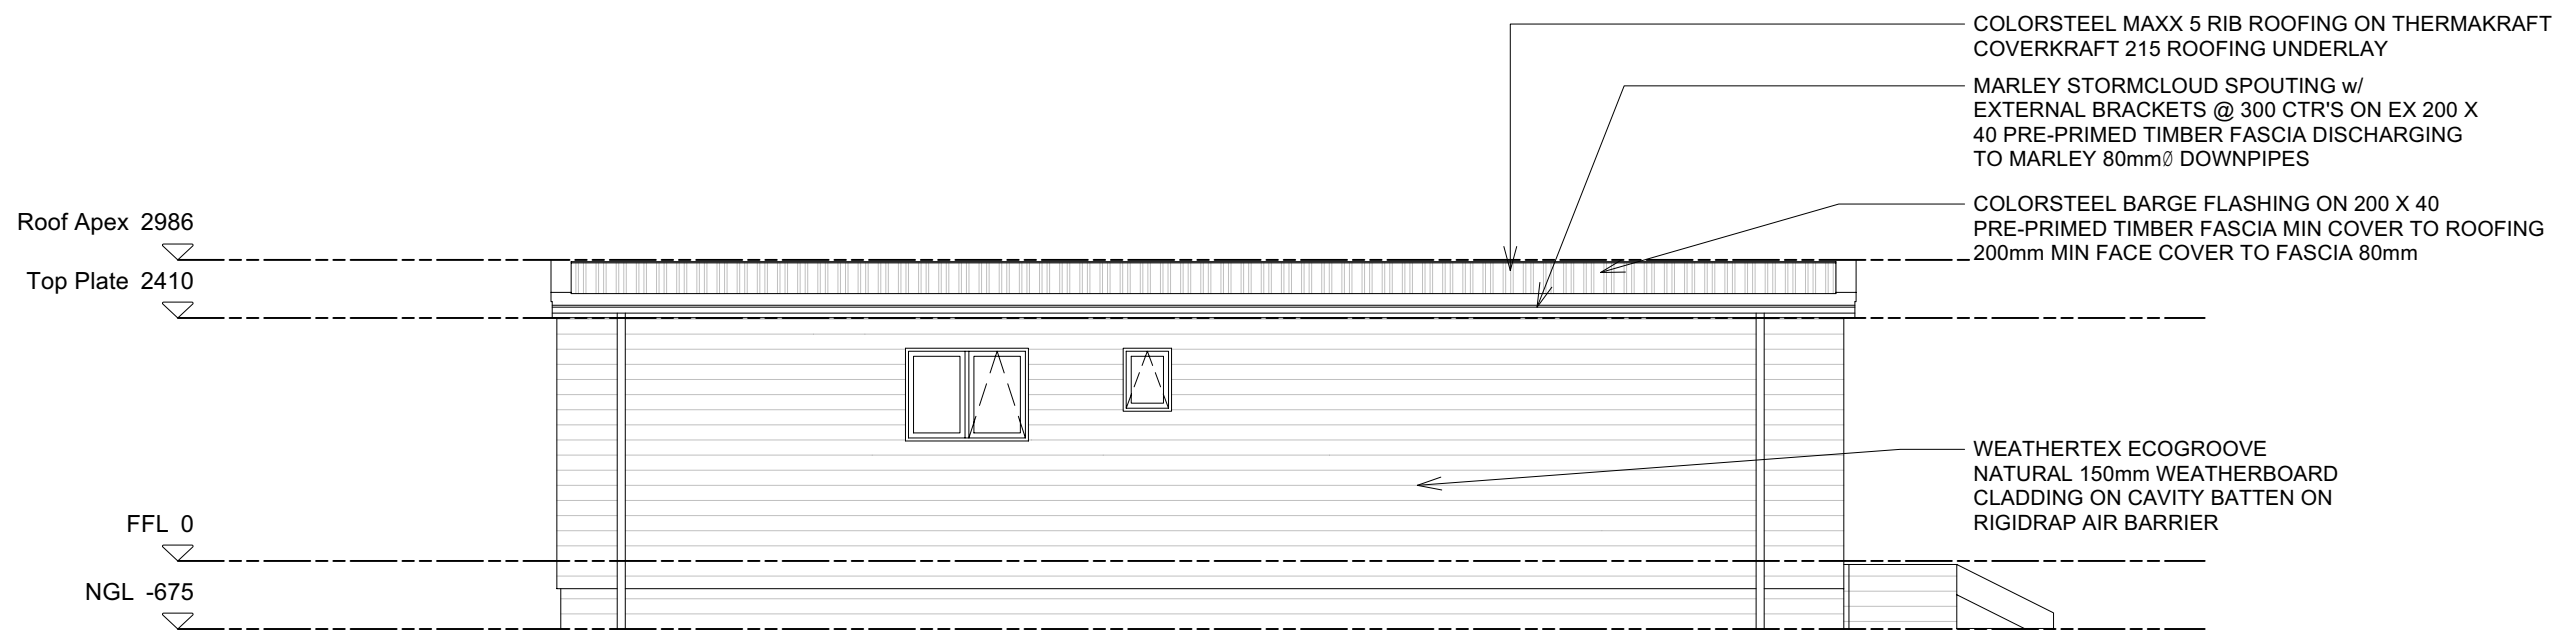 COLORSTEEL MAXX 5 RIB ROOFING ON THERMAKRAFT
COVERKRAFT 215 ROOFING UNDERLAY
MARLEY STORMCLOUD SPOUTING w/
EXTERNAL BRACKETS @ 300 CTR'S ON EX 200 X
40 PRE-PRIMED TIMBER FASCIA DISCHARGING
TO MARLEY 80mmØ DOWNPIPES
COLORSTEEL BARGE FLASHING ON 200 X 40
PRE-PRIMED TIMBER FASCIA MIN COVER TO ROOFING
200mm MIN FACE COVER TO FASCIA 80mm
Roof Apex 2986
Top Plate 2410
WEATHERTEX ECOGROOVE
NATURAL 150mm WEATHERBOARD
CLADDING ON CAVITY BATTEN ON
RIGIDRAP AIR BARRIER
FFL 0
NGL -675